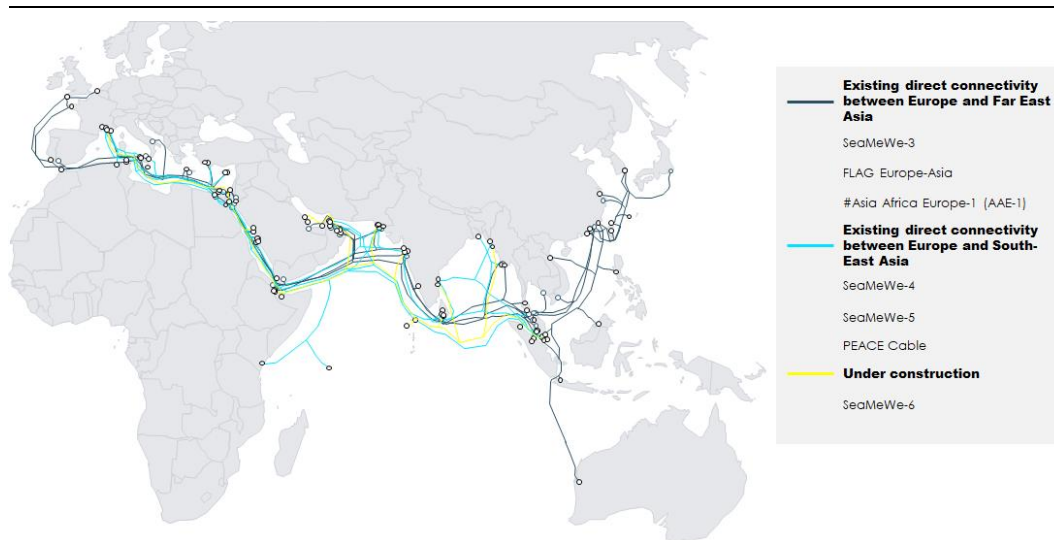 Existing direct connectivity
between Europe and Far East
Asia
SeaMeWe-3
FLAG Europe-Asia
#Asia Africa Europe-1 (AAE-1)
Existing direct connectivity
between Europe and South-
East Asia
SeaMeWe-4
SeaMeWe-5
PEACE Cable
Under construction
SeaMeWe-6